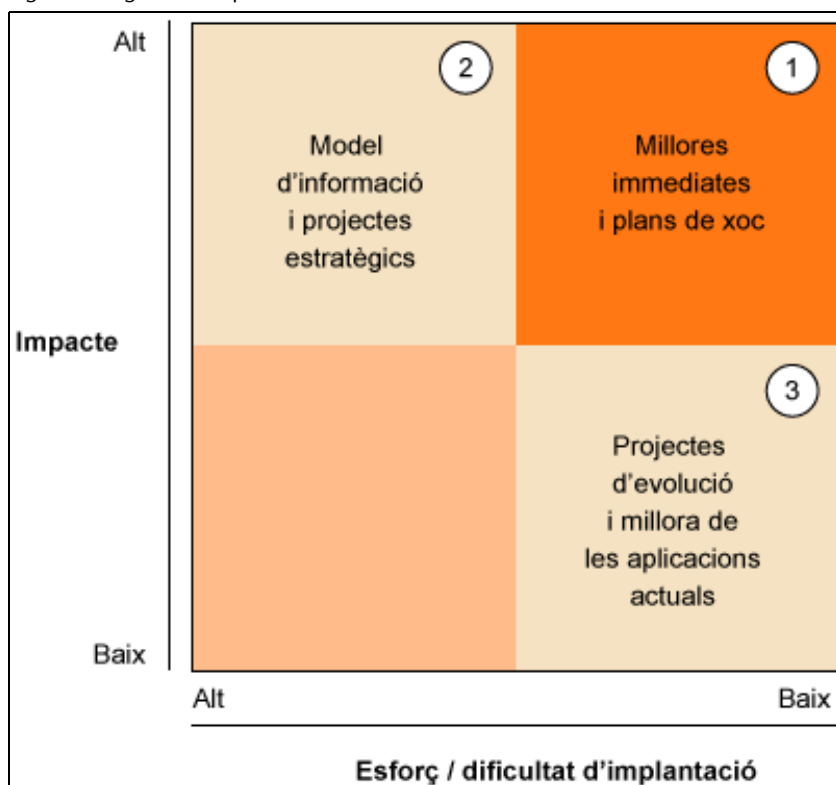 Alt
2
1
Model
d'informació
i projectes
estratègics
Millores
immediates
i plans de xoc
Impacte
3
Projectes
d'evolució
i millora de
les aplicacions
actuals
Baix
Alt
Baix
Esforç / dificultat d'implantació